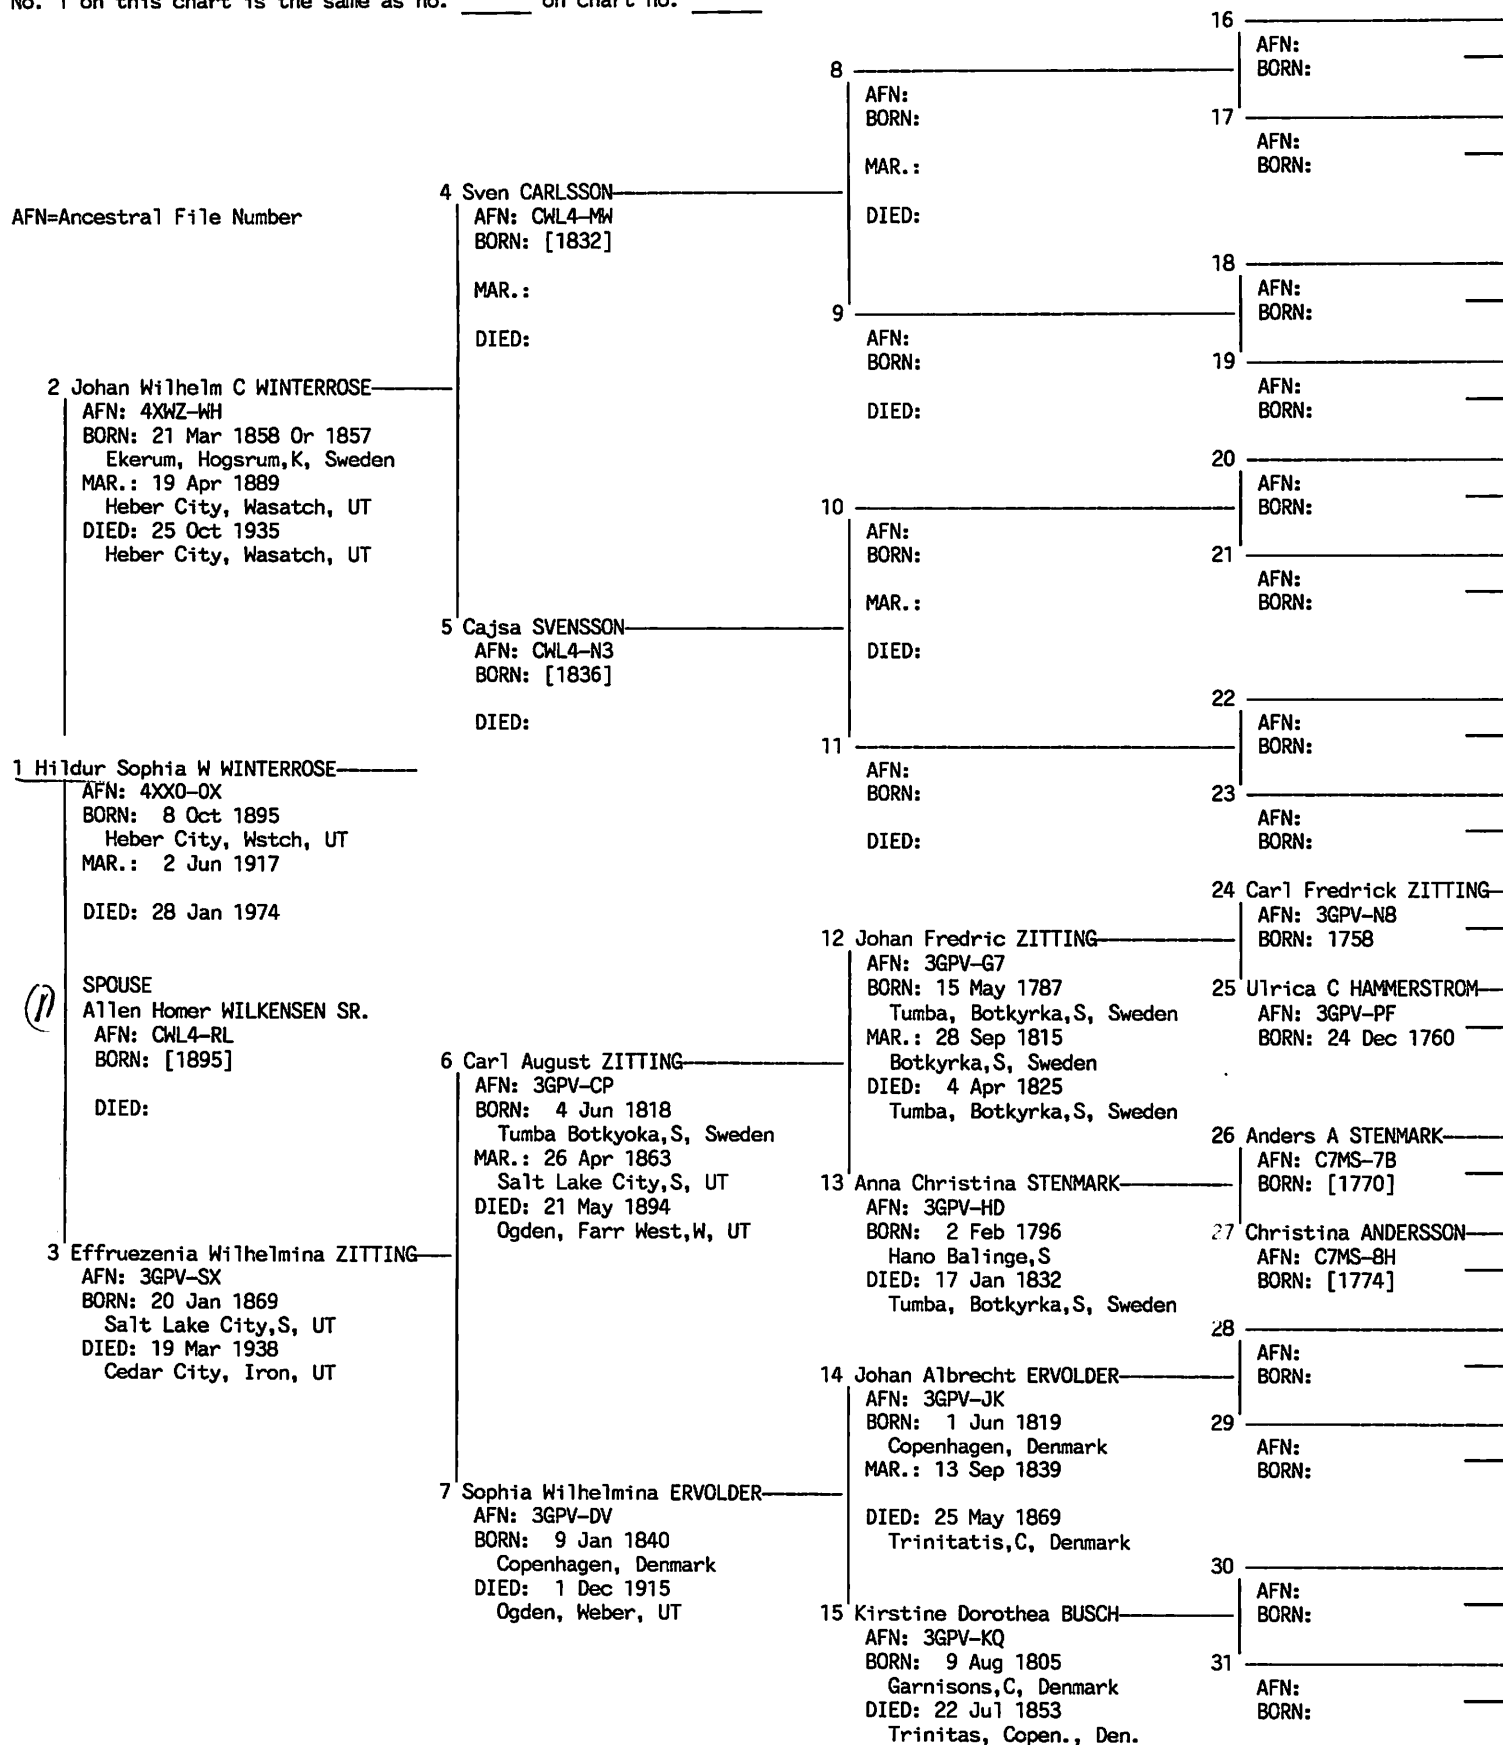 No. 1 on this chart is the same as no. _____ on chart no. _____
AFN=Ancestral File Number
1 Hildur Sophia W WINTERROSE
AFN: 4XX0-0X
BORN: 8 Oct 1895
Heber City, Wstch, UT
MAR.: 2 Jun 1917
DIED: 28 Jan 1974
SPOUSE
Allen Homer WILKENSEN SR.
AFN: CWL4-RL
BORN: [1895]
DIED:
2 Johan Wilhelm C WINTERROSE
AFN: 4XWZ-WH
BORN: 21 Mar 1858 Or 1857
Ekerum, Hogsrum,K, Sweden
MAR.: 19 Apr 1889
Heber City, Wasatch, UT
DIED: 25 Oct 1935
Heber City, Wasatch, UT
3 Effruezenia Wilhelmina ZITTING
AFN: 3GPV-SX
BORN: 20 Jan 1869
Salt Lake City,S, UT
DIED: 19 Mar 1938
Cedar City, Iron, UT
4 Sven CARLSSON
AFN: CWL4-MW
BORN: [1832]
MAR.:
DIED:
5 Cajsa SVENSSON
AFN: CWL4-N3
BORN: [1836]
DIED:
6 Carl August ZITTING
AFN: 3GPV-CP
BORN: 4 Jun 1818
Tumba Botkyoka,S, Sweden
MAR.: 26 Apr 1863
Salt Lake City,S, UT
DIED: 21 May 1894
Ogden, Farr West,W, UT
7 Sophia Wilhelmina ERVOLDER
AFN: 3GPV-DV
BORN: 9 Jan 1840
Copenhagen, Denmark
DIED: 1 Dec 1915
Ogden, Weber, UT
8
AFN:
BORN:
MAR.:
DIED:
9
AFN:
BORN:
DIED:
10
AFN:
BORN:
MAR.:
DIED:
11
AFN:
BORN:
DIED:
12 Johan Fredric ZITTING
AFN: 3GPV-G7
BORN: 15 May 1787
Tumba, Botkyrka,S, Sweden
MAR.: 28 Sep 1815
Botkyrka,S, Sweden
DIED: 4 Apr 1825
Tumba, Botkyrka,S, Sweden
13 Anna Christina STENMARK
AFN: 3GPV-HD
BORN: 2 Feb 1796
Hano Balinge,S
DIED: 17 Jan 1832
Tumba, Botkyrka,S, Sweden
14 Johan Albrecht ERVOLDER
AFN: 3GPV-JK
BORN: 1 Jun 1819
Copenhagen, Denmark
MAR.: 13 Sep 1839
DIED: 25 May 1869
Trinitatis,C, Denmark
15 Kirstine Dorothea BUSCH
AFN: 3GPV-KQ
BORN: 9 Aug 1805
Garnisons,C, Denmark
DIED: 22 Jul 1853
Trinitas, Copen., Den.
16
AFN:
BORN:
17
AFN:
BORN:
18
AFN:
BORN:
19
AFN:
BORN:
20
AFN:
BORN:
21
AFN:
BORN:
22
AFN:
BORN:
23
AFN:
BORN:
24 Carl Fredrick ZITTING
AFN: 3GPV-N8
BORN: 1758
25 Ulrica C HAMMERSTROM
AFN: 3GPV-PF
BORN: 24 Dec 1760
26 Anders A STENMARK
AFN: C7MS-7B
BORN: [1770]
27 Christina ANDERSSON
AFN: C7MS-8H
BORN: [1774]
28
AFN:
BORN:
29
AFN:
BORN:
30
AFN:
BORN:
31
AFN:
BORN: